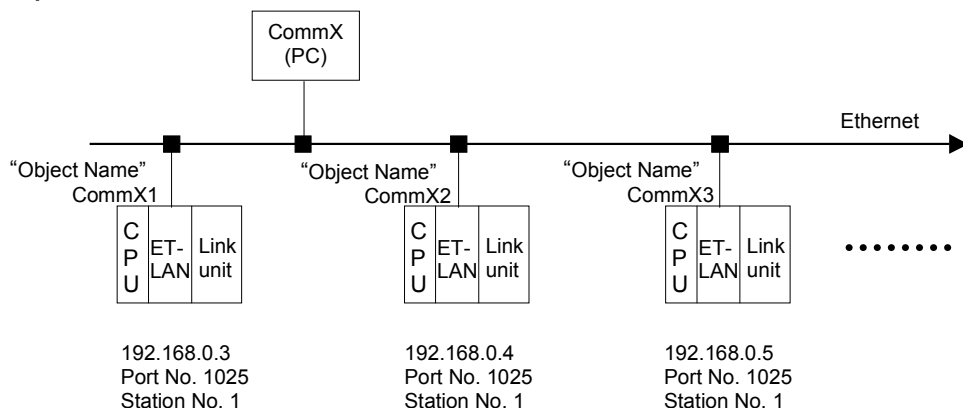 CommX
(PC)
Ethernet
“Object Name”
CommX1
“Object Name”
CommX2
“Object Name”
CommX3
C
P
U
ET-
LAN
Link
unit
C
P
U
ET-
LAN
Link
unit
C
P
U
ET-
LAN
Link
unit
192.168.0.3
Port No. 1025
Station No. 1
192.168.0.4
Port No. 1025
Station No. 1
192.168.0.5
Port No. 1025
Station No. 1